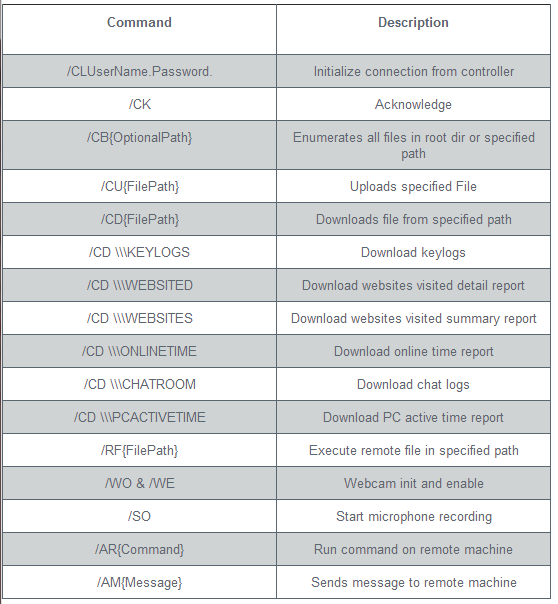 Command Description
/CLUserName.Password. Initialize connection from controller
/CK Acknowledge
/CB{OptionalPath} Enumerates all files in root dir or specified
path
/CU{FilePath} Uploads specified File
/CD{FilePath} Downloads file from specified path
/CD \\\KEYLOGS Download keylogs
/CD \\\WEBSITED Download websites visited detail report
/CD \\\WEBSITES Download websites visited summary report
/CD \\\ONLINETIME Download online time report
/CD \\\CHATROOM Download chat logs
/CD \\\PCACTIVETIME Download PC active time report
/RF{FilePath} Execute remote file in specified path
/WO & /WE Webcam init and enable
/SO Start microphone recording
/AR{Command} Run command on remote machine
/AM{Message} Sends message to remote machine